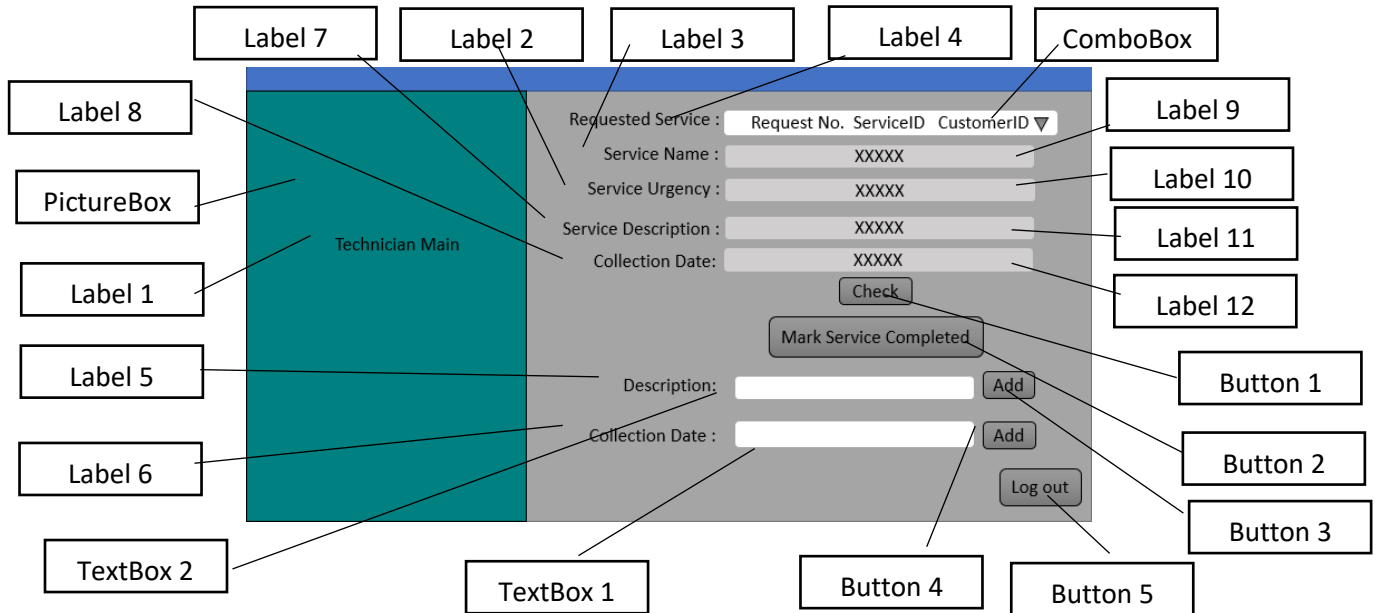 Label 7
Label 2
Label 3
Label 4
ComboBox
Label 8
Requested Service :
Request No. ServiceID CustomerID
Label 9
Service Name :
XXXXX
PictureBox
Service Urgency :
XXXXX
Label 10
Technician Main
Service Description :
XXXXX
Label 11
Label 1
Collection Date:
XXXXX
Label 12
Check
Mark Service Completed
Label 5
Description:
Add
Button 1
Label 6
Collection Date :
Add
Button 2
Log out
Button 3
TextBox 2
TextBox 1
Button 4
Button 5